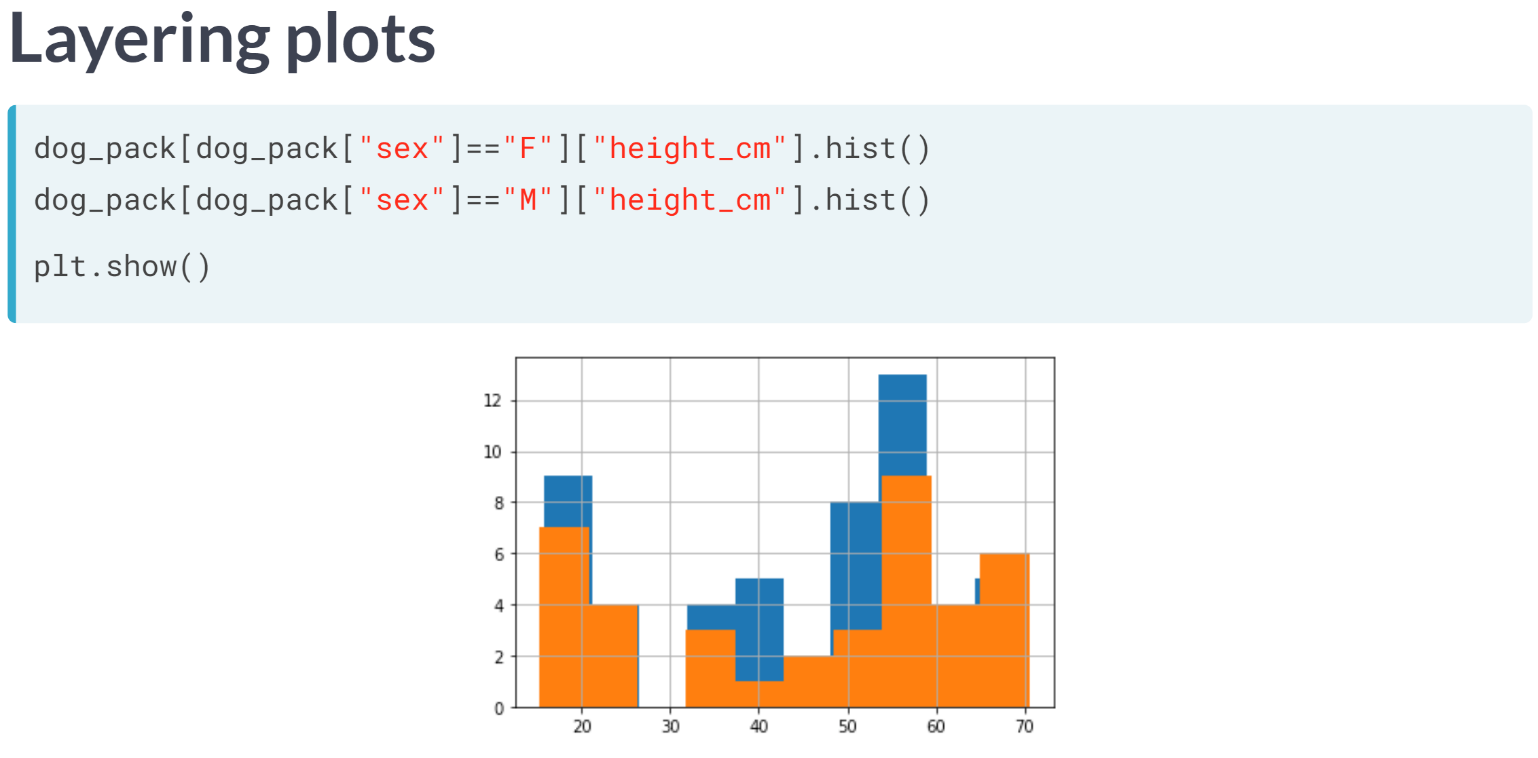 Layering plots
dog_pack[dog_pack["sex"]=="F"]["height_cm"].hist()
dog_pack[dog_pack["sex"]=="M"]["height_cm"].hist()
plt.show()
12
10
8
6
4
2
0
20 30 40 50 60 70